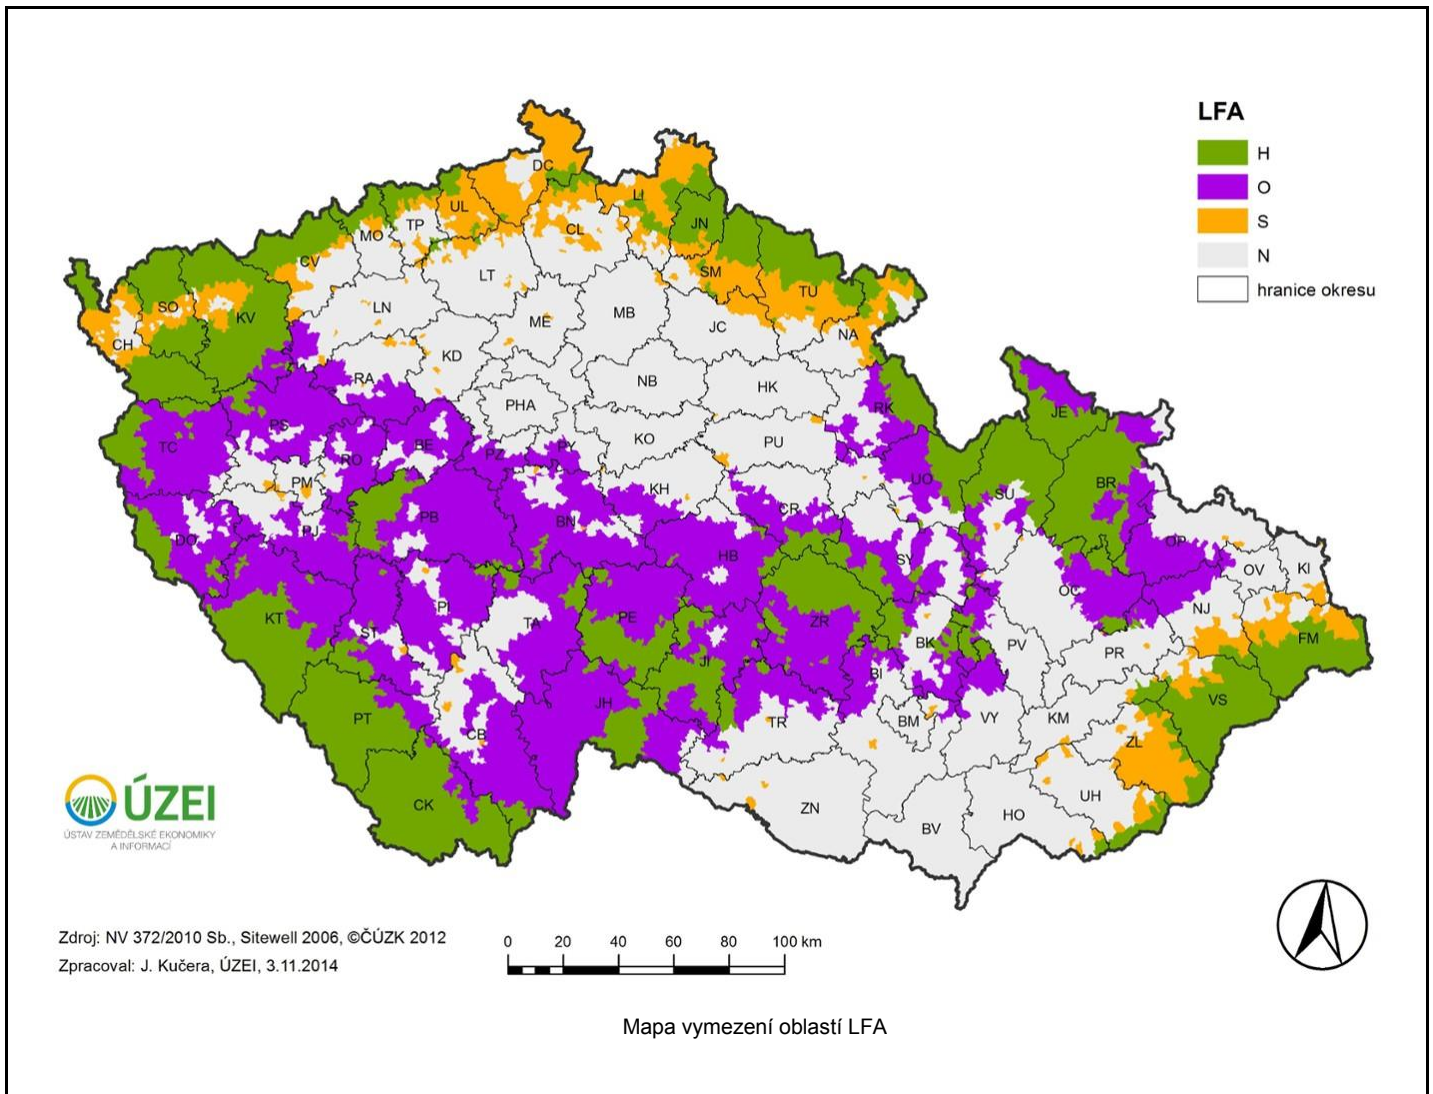 LFA
H
O
S
N
hranice okresu
DC
LI
UL
JN
TP
CL
MO
CV
SM
LT
TU
SO
LN
KV
ME
MB
JC
NA
CH
KD
RA
NB
HK
PHA
RK
JE
PS
KO
PU
TC
BE
PY
PZ
RO
PM
KH
UO
SU
BR
CR
PB
BN
PJ
DO
HB
SY
OP
OV
KI
OC
PI
NJ
KT
TA
PE
ZR
ST
BK
PV
PR
FM
JI
BI
VS
JH
PT
TR
BM
VY
KM
CB
ZL
CK
ZN
UH
HO
BV
ÚZEI
ÚSTAV ZEMĚDĚLSKÉ EKONOMIKY
A INFORMACÍ
Zdroj: NV 372/2010 Sb., Sitewell 2006, ©ČÚZK 2012
Zpracoval: J. Kučera, ÚZEI, 3.11.2014
0 20 40 60 80 100 km
Mapa vymezení oblastí LFA